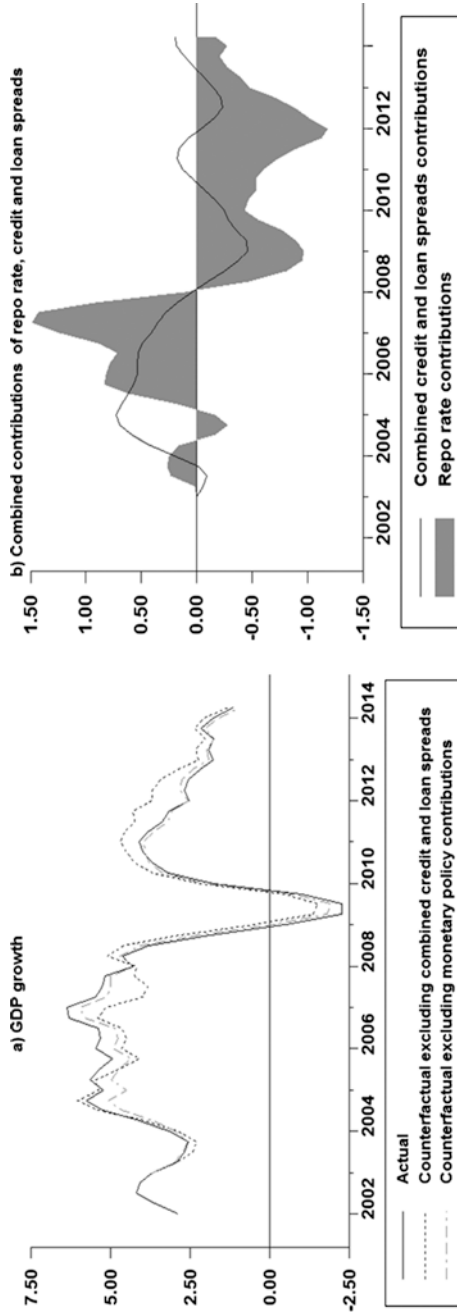 a) GDP growth
7.50
5.00
2.50
0.00
-2.50
2002 2004 2006 2008 2010 2012 2014
Actual
Counterfactual excluding combined credit and loan spreads
Counterfactual excluding monetary policy contributions
b) Combined contributions of repo rate, credit and loan spreads
1.50
1.00
0.50
0.00
-0.50
-1.00
-1.50
2002 2004 2006 2008 2010 2012
Combined credit and loan spreads contributions
Repo rate contributions